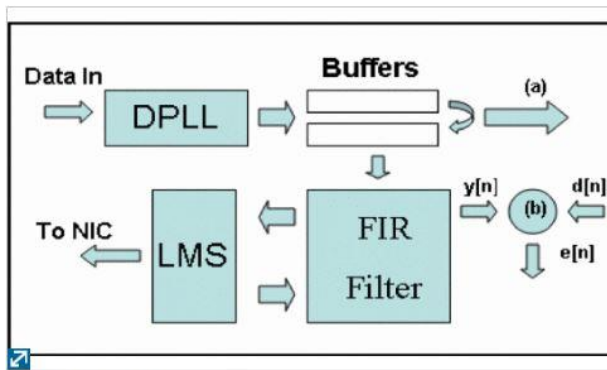 Buffers
Data In
(a)
DPLL
y[n]
d[n]
(b)
To NIC
LMS
FIR
Filter
e[n]